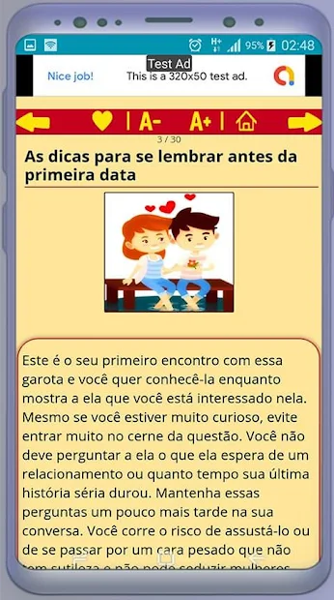 95% 02:48
Test Ad
Nice job! This is a 320x50 test ad.
A- A+
3 / 30
As dicas para se lembrar antes da
primeira data
Este é o seu primeiro encontro com essa
garota e você quer conhecê-la enquanto
mostra a ela que você está interessado nela.
Mesmo se você estiver muito curioso, evite
entrar muito no cerne da questão. Você não
deve perguntar a ela o que ela espera de um
relacionamento ou quanto tempo sua última
história séria durou. Mantenha essas
perguntas um pouco mais tarde na sua
conversa. Você corre o risco de assustá-lo ou
de se passar por um cara pesado que não
tem sutileza e não pode seduzir mulheres